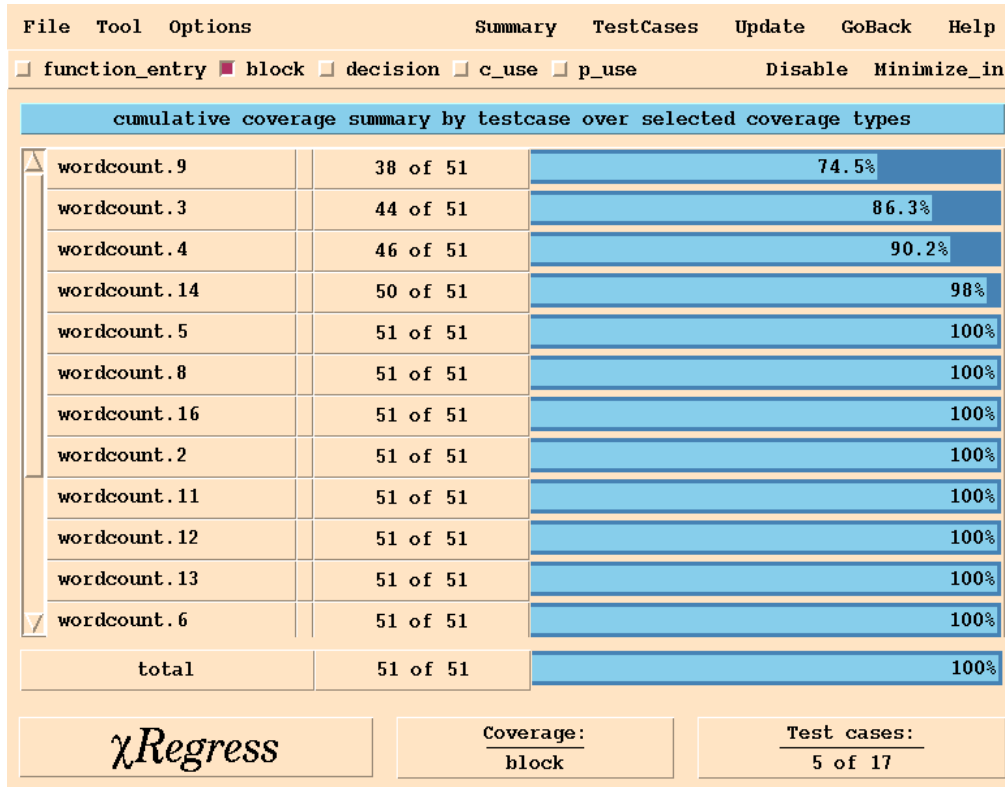 File Tool Options Summary TestCases Update GoBack Help
function_entry block decision c_use p_use Disable Minimize_in
cumulative coverage summary by testcase over selected coverage types
wordcount.9 38 of 51 74.5%
wordcount.3 44 of 51 86.3%
wordcount.4 46 of 51 90.2%
wordcount.14 50 of 51 98%
wordcount.5 51 of 51 100%
wordcount.8 51 of 51 100%
wordcount.16 51 of 51 100%
wordcount.2 51 of 51 100%
wordcount.11 51 of 51 100%
wordcount.12 51 of 51 100%
wordcount.13 51 of 51 100%
wordcount.6 51 of 51 100%
total 51 of 51 100%
χRegress
Coverage:
block
Test cases:
5 of 17